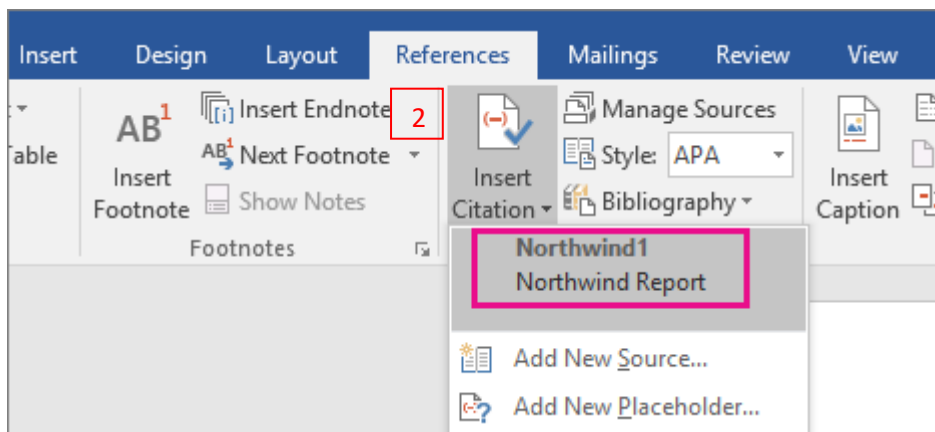 Insert Design Layout References Mailings Review View
AB1 Insert Endnote 2 Manage Sources
able AB1 Next Footnote Style: APA
Insert Footnote
Show Notes
Insert Citation
Bibliography
Insert Caption
Footnotes
Northwind1
Northwind Report
Add New Source...
Add New Placeholder...